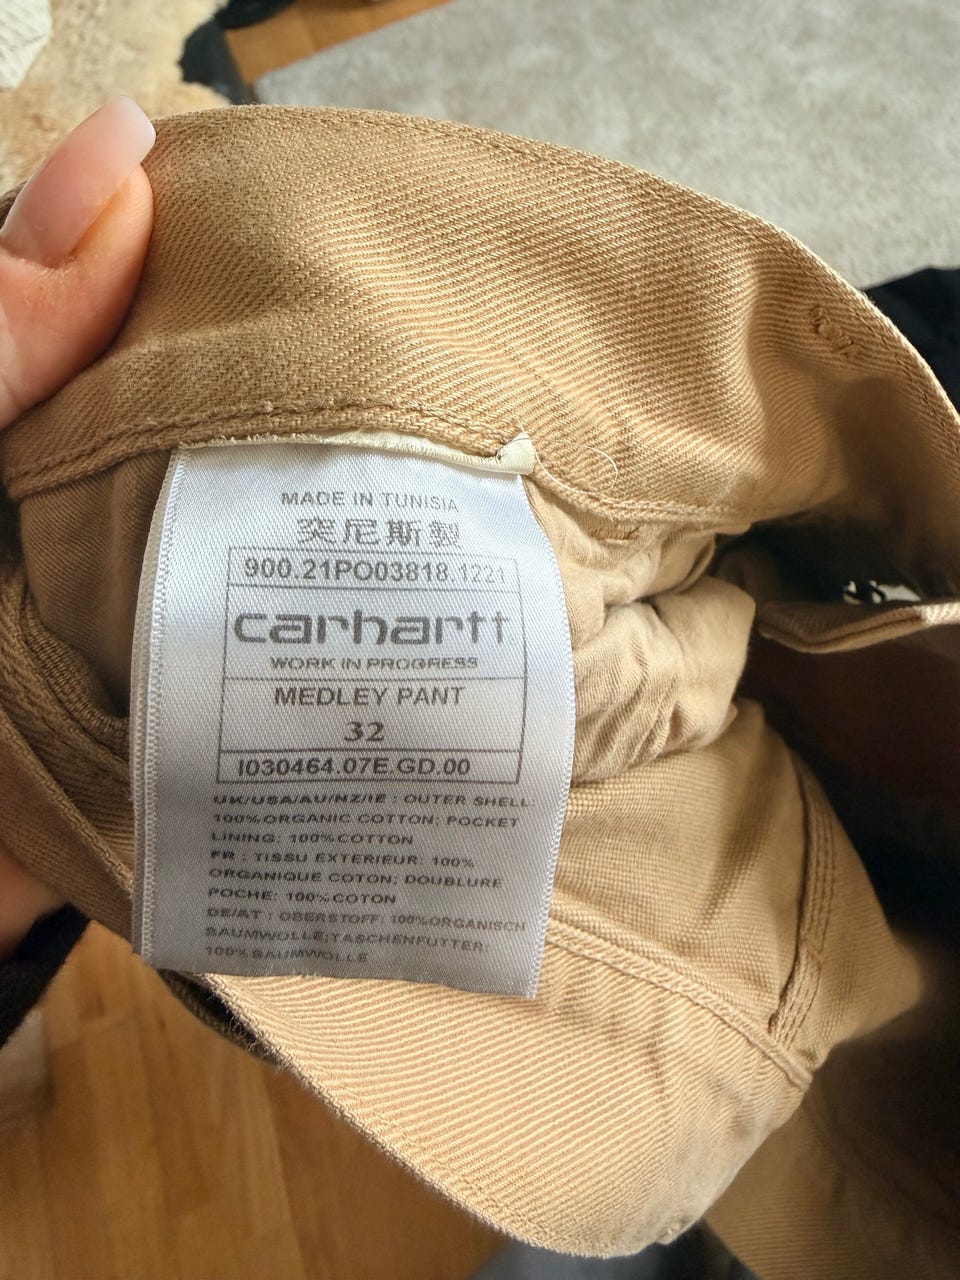 MADE IN TUNISIA
突尼斯製
900.21PO03818.1221
carhartt
WORK IN PROGRESS
MEDLEY PANT
32
I030464.07E.GD.00
UK/USA/AU/NZ/IE : OUTER SHELL:
100% ORGANIC COTTON; POCKET
LINING: 100% COTTON
FR : TISSU EXTERIEUR: 100%
ORGANIQUE COTON; DOUBLURE
POCHE: 100% COTON
DE/AT : OBERSTOFF: 100% ORGANISCH
BAUMWOLLE;TASCHENFUTTER:
100% BAUMWOLLE